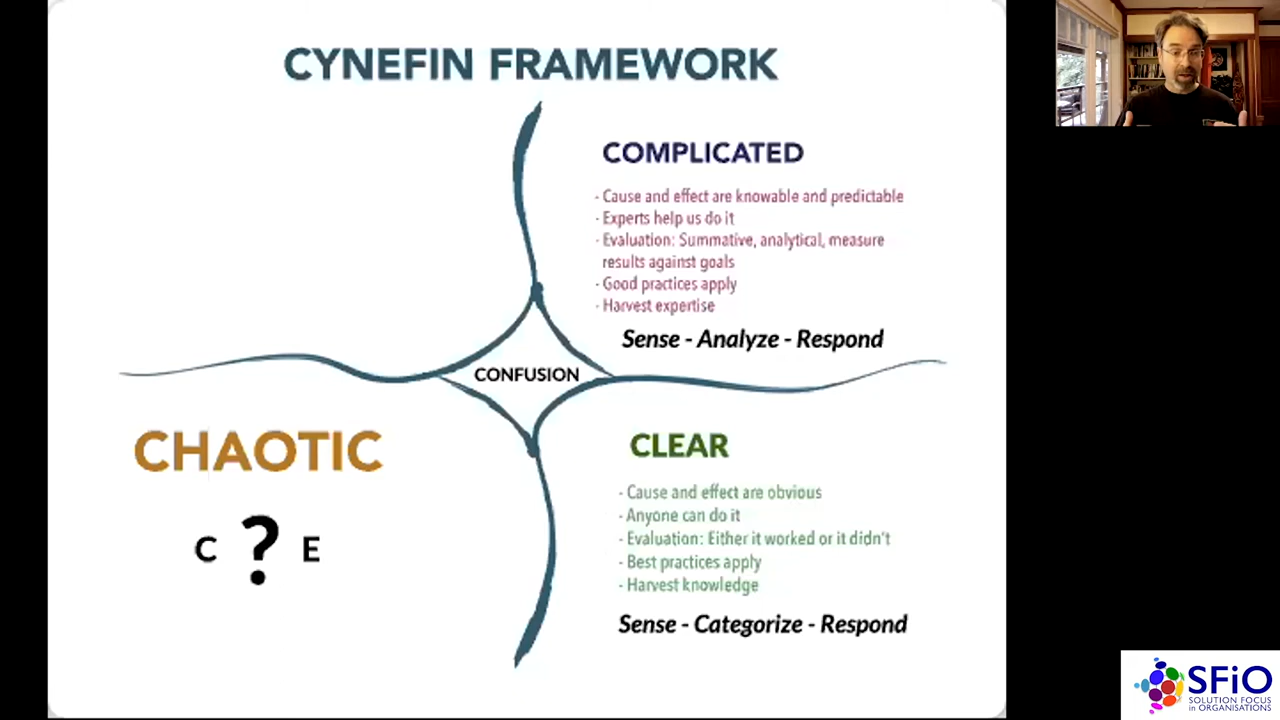 CYNEFIN FRAMEWORK
COMPLICATED
- Cause and effect are knowable and predictable
- Experts help us do it
- Evaluation: Summative, analytical, measure
results against goals
- Good practices apply
- Harvest expertise
Sense - Analyze - Respond
CONFUSION
CHAOTIC
C ? E
CLEAR
- Cause and effect are obvious
- Anyone can do it
- Evaluation: Either it worked or it didn't
- Best practices apply
- Harvest knowledge
Sense - Categorize - Respond
SFiO
SOLUTION FOCUS
in ORGANISATIONS